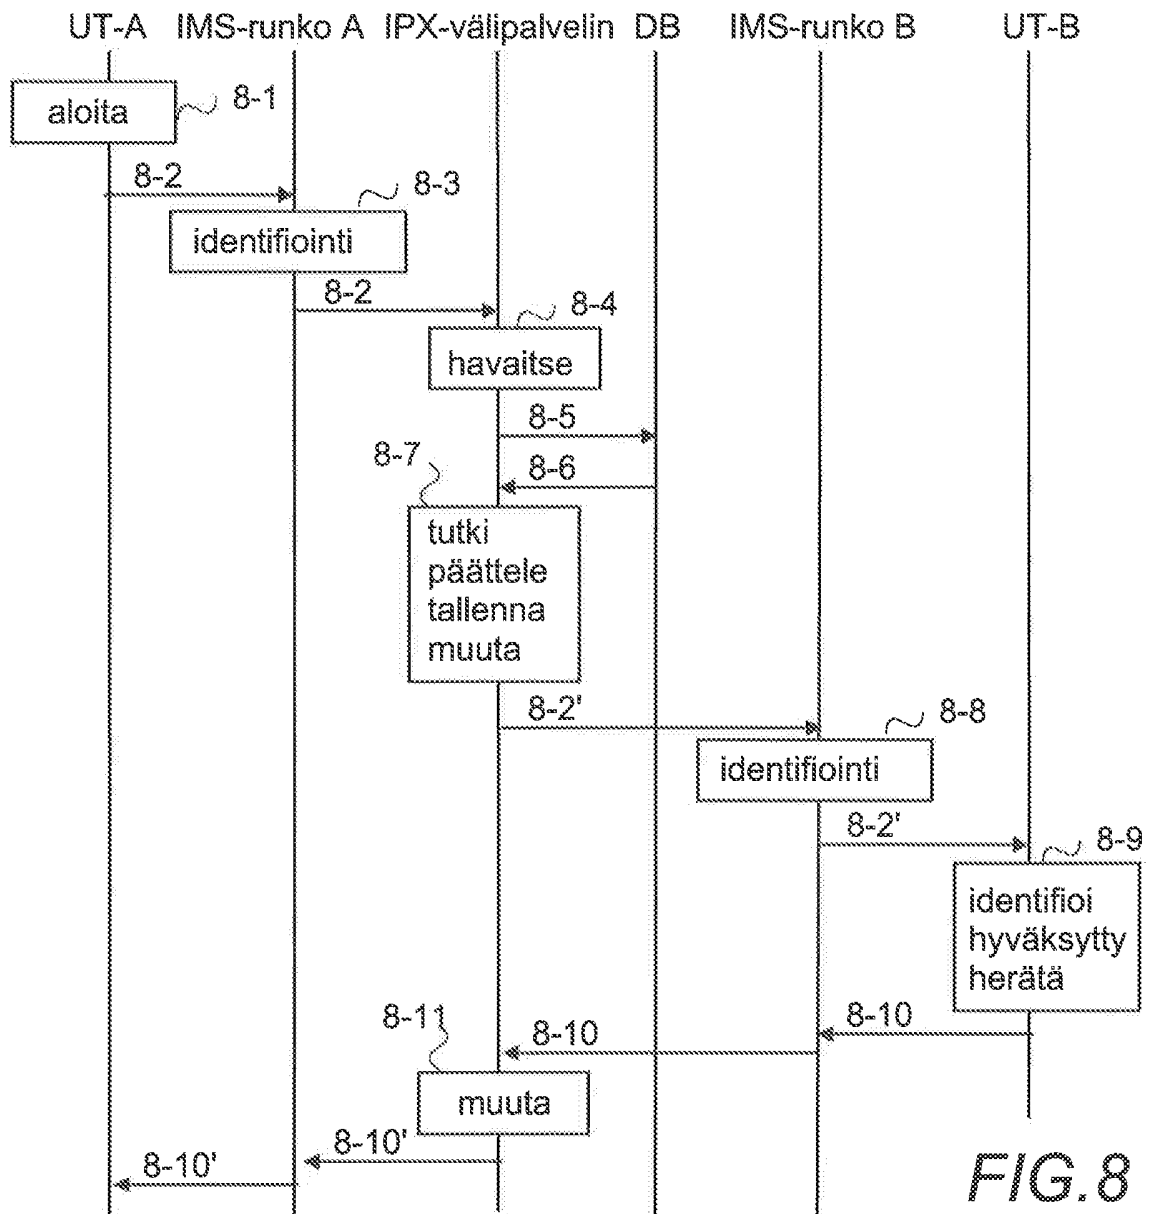 UT-A IMS-runko A IPX-välipalvelin DB IMS-runko B UT-B
aloita
8-1
8-2
8-3
identifiointi
8-2
8-4
havaitse
8-5
8-7
8-6
tutki
päättele
tallenna
muuta
8-2'
8-8
identifiointi
8-2'
8-9
identifioi
hyväksytty
herätä
8-10
8-11
8-10
muuta
8-10'
8-10'
FIG.8